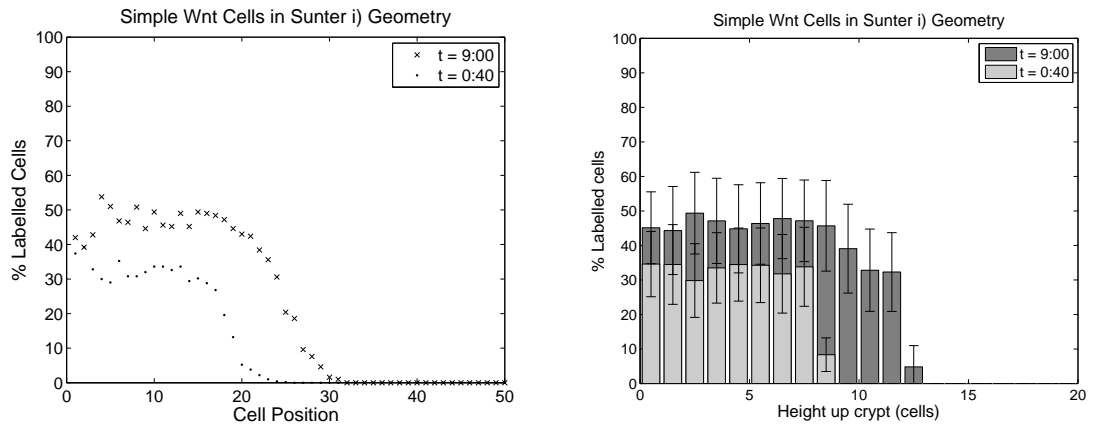 Simple Wnt Cells in Sunter i) Geometry
100
90
80
70
60
50
40
30
20
10
0
% Labelled Cells
× t = 9:00
· t = 0:40
0 10 20 30 40 50
Cell Position
Simple Wnt Cells in Sunter i) Geometry
100
90
80
70
60
50
40
30
20
10
0
% Labelled cells
t = 9:00
t = 0:40
0 5 10 15 20
Height up crypt (cells)